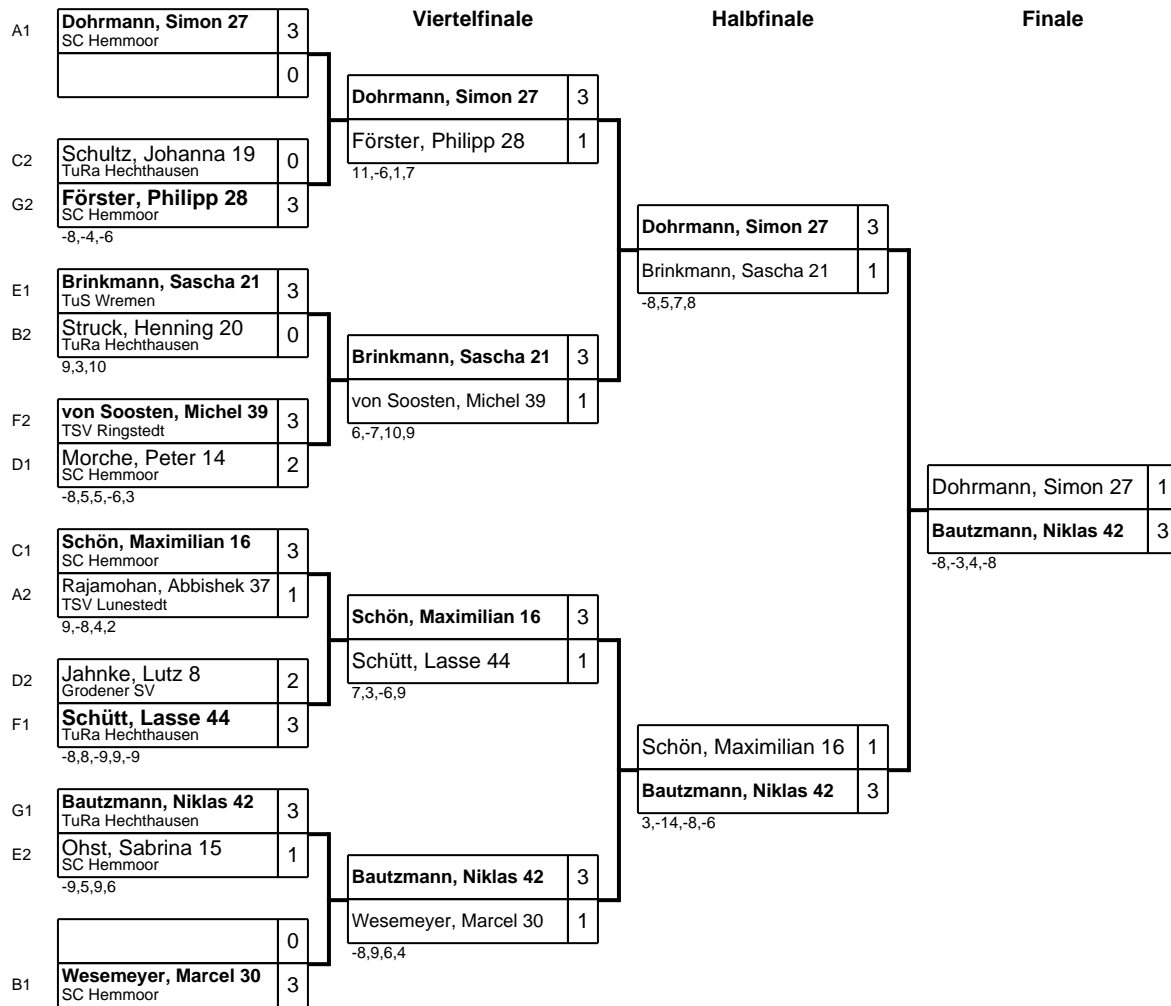 Viertelfinale
Halbfinale
Finale
A1
Dohrmann, Simon 27
3
SC Hemmoor
0
C2
Schultz, Johanna 19
0
TuRa Hechthausen
G2
Förster, Philipp 28
3
SC Hemmoor
-8,-4,-6
E1
Brinkmann, Sascha 21
3
TuS Wremen
B2
Struck, Henning 20
0
TuRa Hechthausen
9,3,10
F2
von Soosten, Michel 39
3
TSV Ringstedt
D1
Morche, Peter 14
2
SC Hemmoor
-8,5,5,-6,3
C1
Schön, Maximilian 16
3
SC Hemmoor
A2
Rajamohan, Abbishek 37
1
TSV Lunestedt
9,-8,4,2
D2
Jahnke, Lutz 8
2
Grodener SV
F1
Schütt, Lasse 44
3
TuRa Hechthausen
-8,8,-9,9,-9
G1
Bautzmann, Niklas 42
3
TuRa Hechthausen
E2
Ohst, Sabrina 15
1
SC Hemmoor
-9,5,9,6
0
B1
Wesemeyer, Marcel 30
3
SC Hemmoor
Dohrmann, Simon 27
3
Förster, Philipp 28
1
11,-6,1,7
Brinkmann, Sascha 21
3
von Soosten, Michel 39
1
6,-7,10,9
Schön, Maximilian 16
3
Schütt, Lasse 44
1
7,3,-6,9
Bautzmann, Niklas 42
3
Wesemeyer, Marcel 30
1
-8,9,6,4
Dohrmann, Simon 27
3
Brinkmann, Sascha 21
1
-8,5,7,8
Schön, Maximilian 16
1
Bautzmann, Niklas 42
3
3,-14,-8,-6
Dohrmann, Simon 27
1
Bautzmann, Niklas 42
3
-8,-3,4,-8